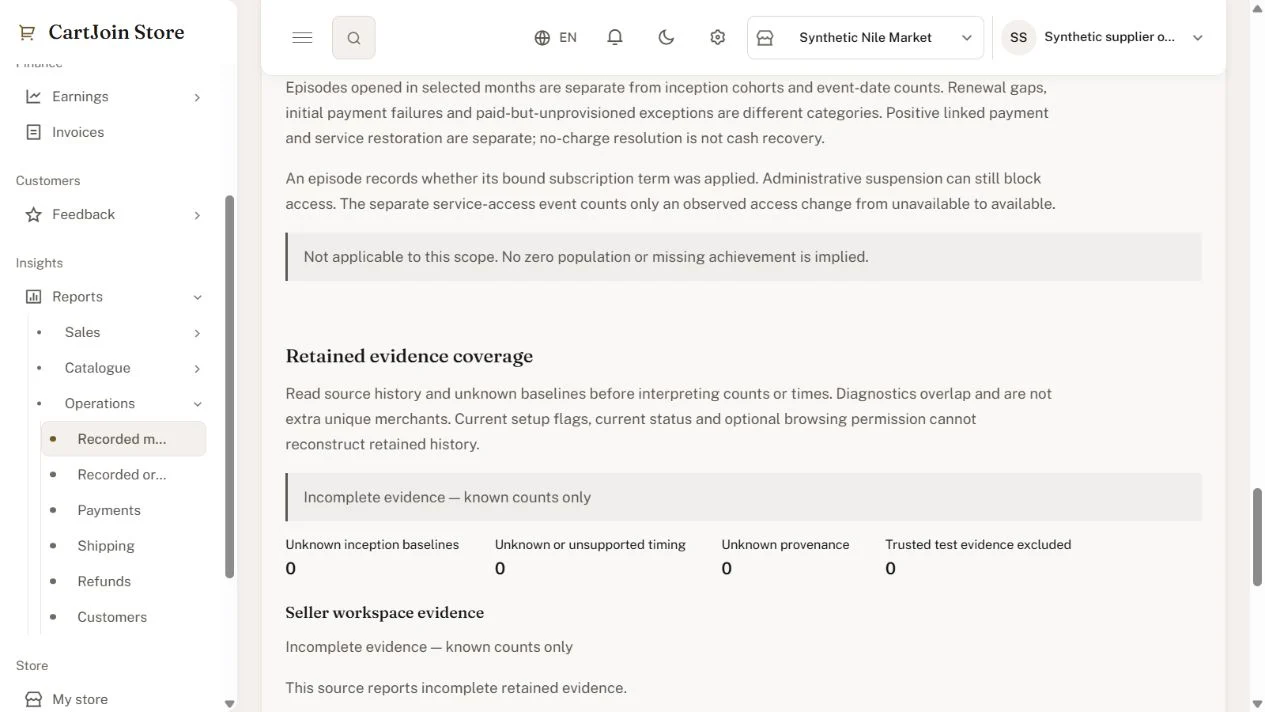 CartJoin Store
Finance
Earnings
Invoices
Customers
Feedback
Insights
Reports
Sales
Catalogue
Operations
Recorded m...
Recorded or...
Payments
Shipping
Refunds
Customers
Store
My store
EN
Synthetic Nile Market
SS
Synthetic supplier o...
Episodes opened in selected months are separate from inception cohorts and event-date counts. Renewal gaps,
initial payment failures and paid-but-unprovisioned exceptions are different categories. Positive linked payment
and service restoration are separate; no-charge resolution is not cash recovery.
An episode records whether its bound subscription term was applied. Administrative suspension can still block
access. The separate service-access event counts only an observed access change from unavailable to available.
Not applicable to this scope. No zero population or missing achievement is implied.
Retained evidence coverage
Read source history and unknown baselines before interpreting counts or times. Diagnostics overlap and are not
extra unique merchants. Current setup flags, current status and optional browsing permission cannot
reconstruct retained history.
Incomplete evidence — known counts only
Unknown inception baselines
0
Unknown or unsupported timing
0
Unknown provenance
0
Trusted test evidence excluded
0
Seller workspace evidence
Incomplete evidence — known counts only
This source reports incomplete retained evidence.